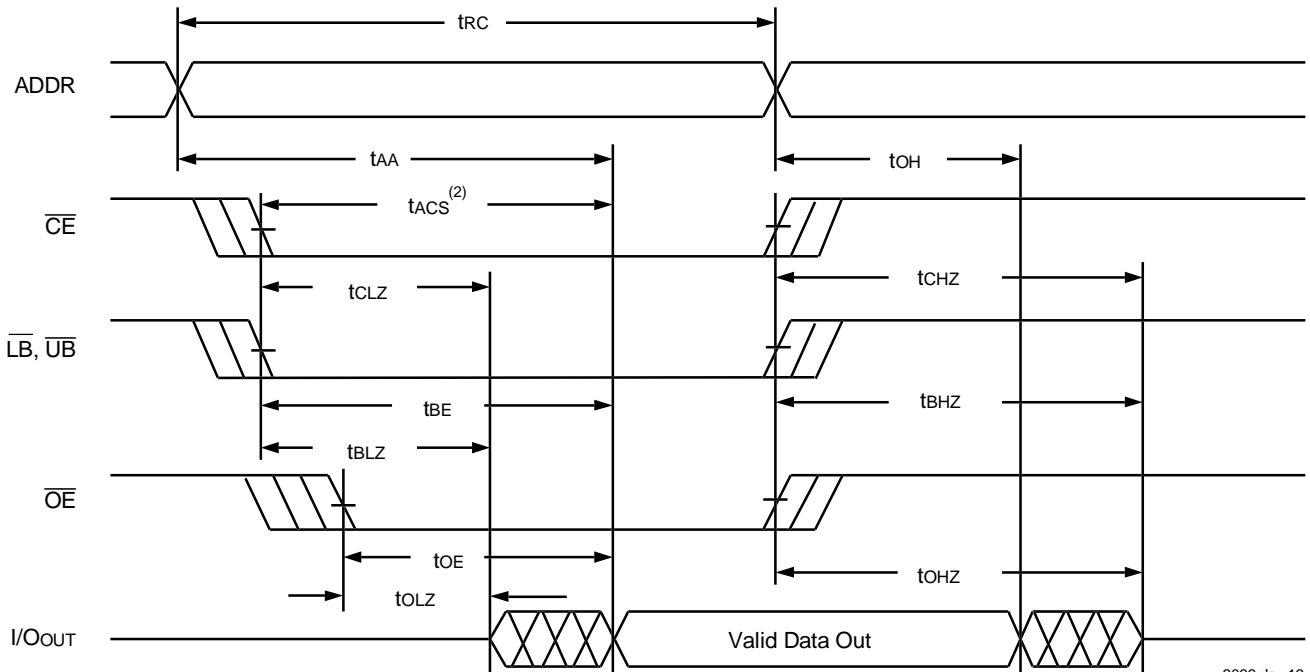 tRC
ADDR
tAA
tOH
tACS(2)
CE
tCLZ
tCHZ
LB, UB
tBE
tBHZ
tBLZ
OE
tOE
tOHZ
tOLZ
I/OOUT
Valid Data Out